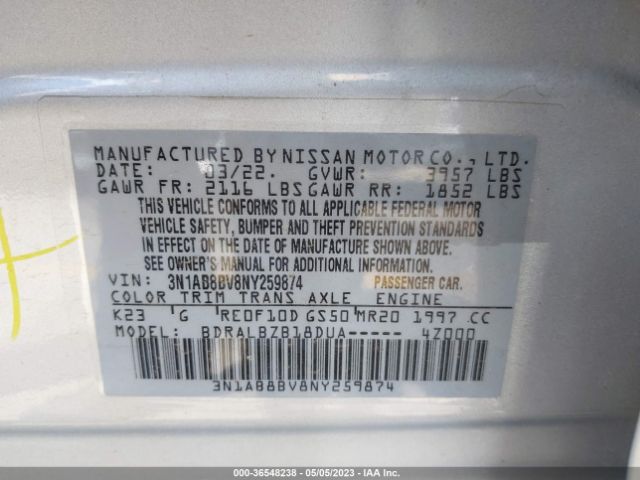 MANUFACTURED BY NISSAN MOTOR CO., LTD.
DATE: 03/22. GVWR: 3957 LBS
GAWR FR: 2116 LBS GAWR RR: 1852 LBS
THIS VEHICLE CONFORMS TO ALL APPLICABLE FEDERAL MOTOR
VEHICLE SAFETY, BUMPER AND THEFT PREVENTION STANDARDS
IN EFFECT ON THE DATE OF MANUFACTURE SHOWN ABOVE.
SEE OWNER'S MANUAL FOR ADDITIONAL INFORMATION.
VIN: 3N1AB8BV8NY259874 PASSENGER CAR.
COLOR TRIM TRANS AXLE ENGINE
K23 G RE0F10D GS50 MR20 1997 CC
MODEL: BDRALBZB18DUA----- 4Z000
3N1AB8BV8NY259874
000-36548238 - 05/05/2023 - IAA Inc.